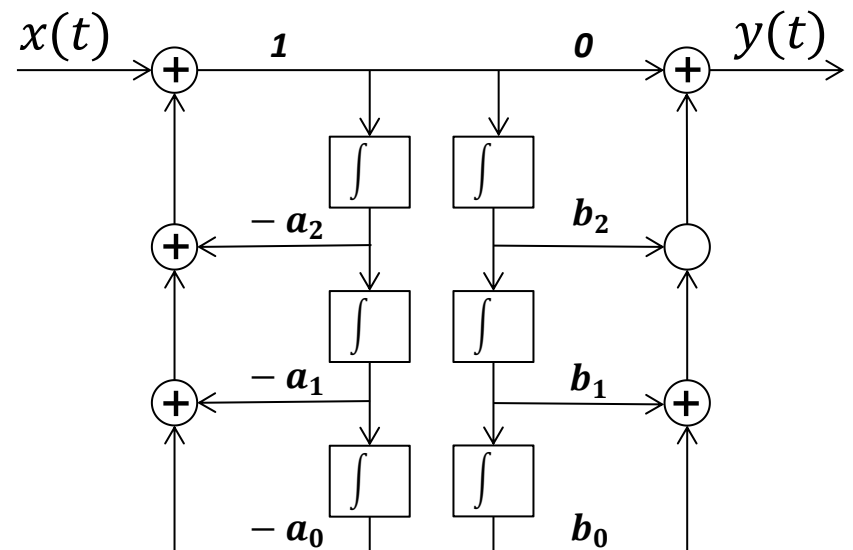 x(t) 1 0 y(t)
+ +
∫ ∫
− a₂ b₂
+
∫ ∫
− a₁ b₁
+ +
∫ ∫
− a₀ b₀